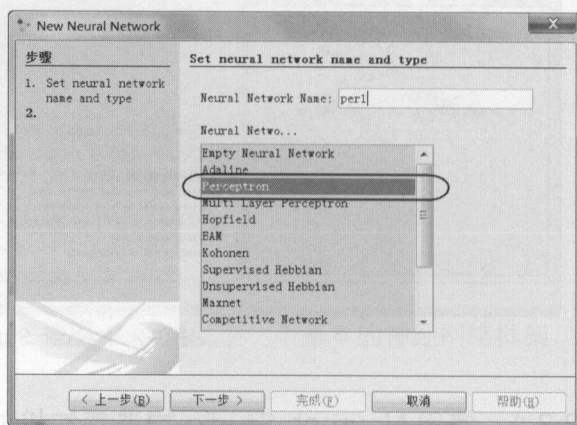 New Neural Network
步骤
1. Set neural network
name and type
2.
Set neural network name and type
Neural Network Name: per1
Neural Netwo...
Empty Neural Network
Adaline
Perceptron
Multi Layer Perceptron
Hopfield
BAM
Kohonen
Supervised Hebbian
Unsupervised Hebbian
Maxnet
Competitive Network
< 上一步(B)
下一步 >
完成(F)
取消
帮助(H)